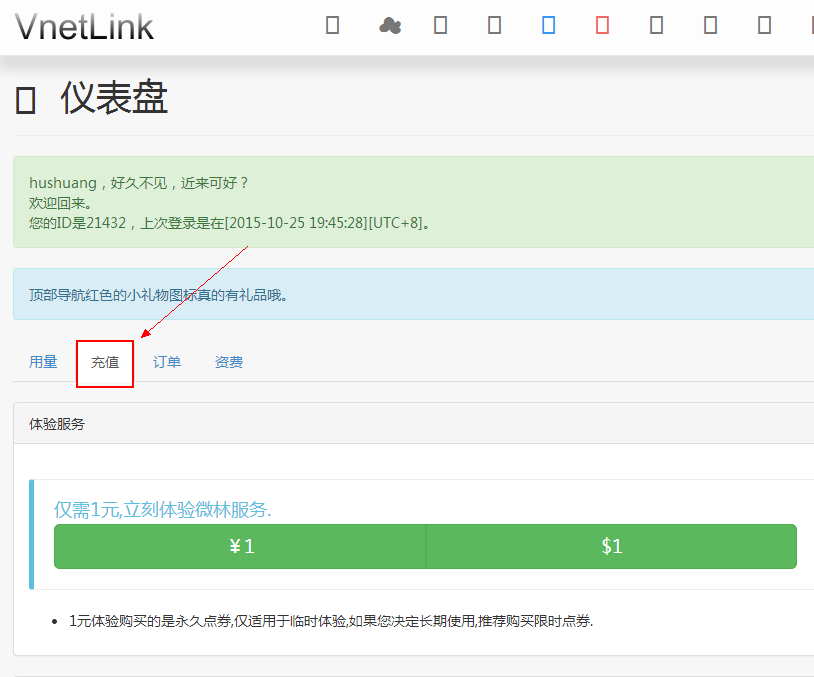 VnetLink
仪表盘
hushuang，好久不见，近来可好？
欢迎回来。
您的ID是21432，上次登录是在[2015-10-25 19:45:28][UTC+8]。
顶部导航红色的小礼物图标真的有礼品哦。
用量 充值 订单 资费
体验服务
仅需1元,立刻体验微林服务.
¥1 $1
1元体验购买的是永久点券,仅适用于临时体验,如果您决定长期使用,推荐购买限时点券.